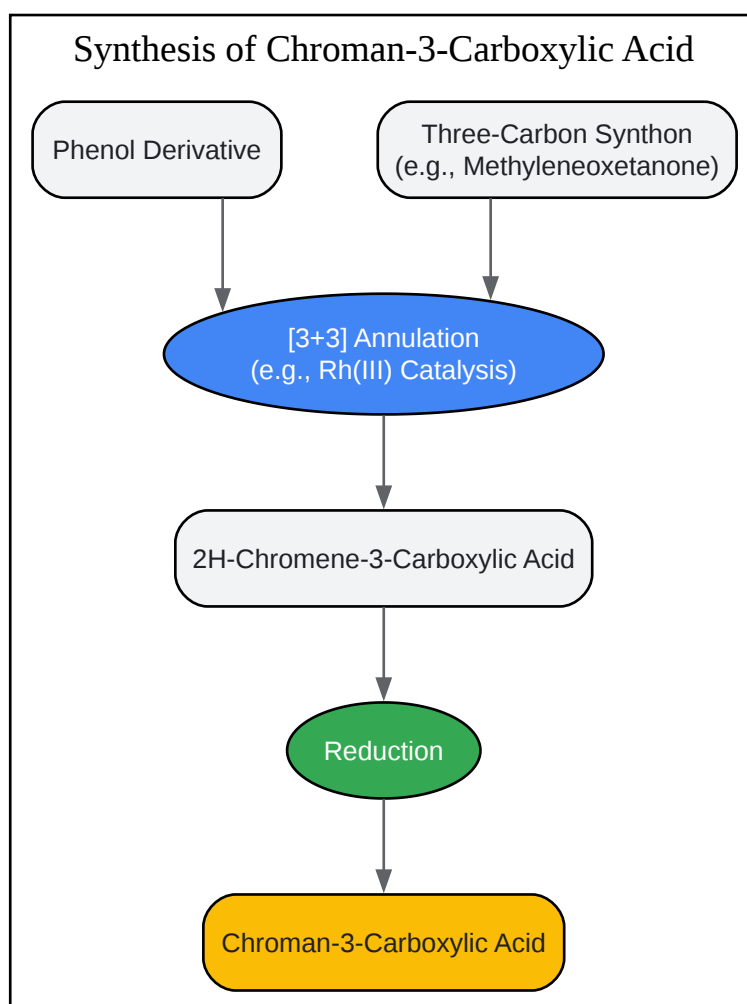 Synthesis of Chroman-3-Carboxylic Acid
Phenol Derivative
Three-Carbon Synthon
(e.g., Methyleneoxetanone)
[3+3] Annulation
(e.g., Rh(III) Catalysis)
2H-Chromene-3-Carboxylic Acid
Reduction
Chroman-3-Carboxylic Acid